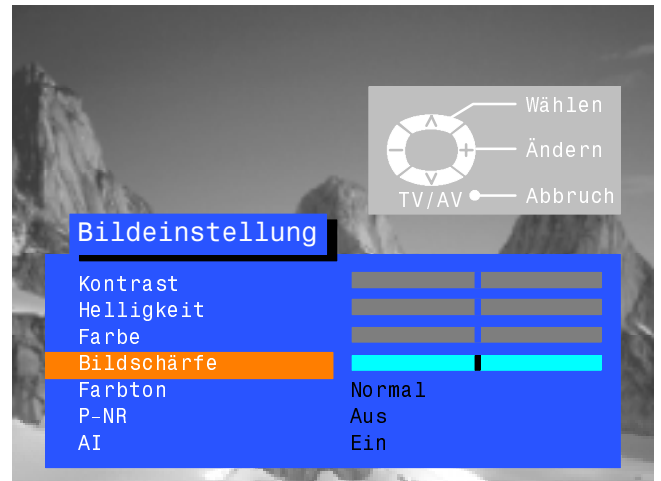 Wählen
Ändern
TV/AV Abbruch
Bildeinstellung
Kontrast
Helligkeit
Farbe
Bildschärfe
Farbton Normal
P-NR Aus
AI Ein